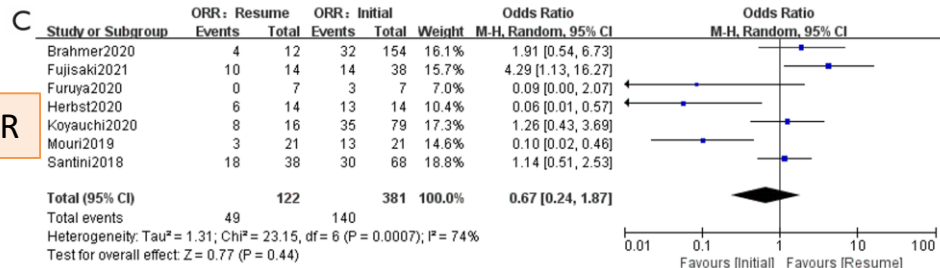 C
ORR: Resume ORR: Initial Odds Ratio Odds Ratio
Study or Subgroup Events Total Events Total Weight M-H, Random, 95% CI M-H, Random, 95% CI
Brahmer2020 4 12 32 154 16.1% 1.91 [0.54, 6.73]
Fujisaki2021 10 14 14 38 15.7% 4.29 [1.13, 16.27]
Furuya2020 0 7 3 7 7.0% 0.09 [0.00, 2.07]
Herbst2020 6 14 13 14 10.4% 0.06 [0.01, 0.57]
R
Koyauchi2020 8 16 35 79 17.3% 1.26 [0.43, 3.69]
Mouri2019 3 21 13 21 14.6% 0.10 [0.02, 0.46]
Santini2018 18 38 30 68 18.8% 1.14 [0.51, 2.53]
Total (95% CI) 122 381 100.0% 0.67 [0.24, 1.87]
Total events 49 140
Heterogeneity: Tau² = 1.31; Chi² = 23.15, df = 6 (P = 0.0007); I² = 74%
Test for overall effect: Z = 0.77 (P = 0.44)
0.01 0.1 1 10 100
Favours [Initial] Favours [Resume]